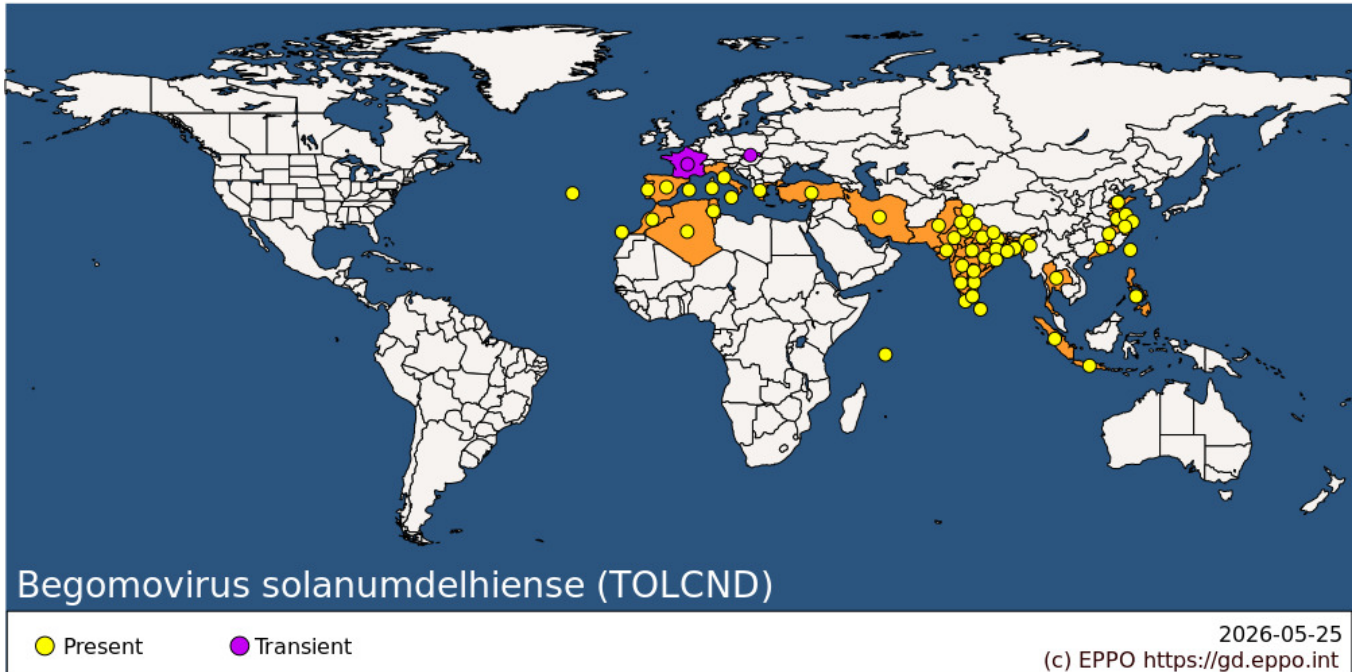 Begomovirus solanumdelhiense (TOLCND)
Present
Transient
2026-05-25
(c) EPPO https://gd.eppo.int